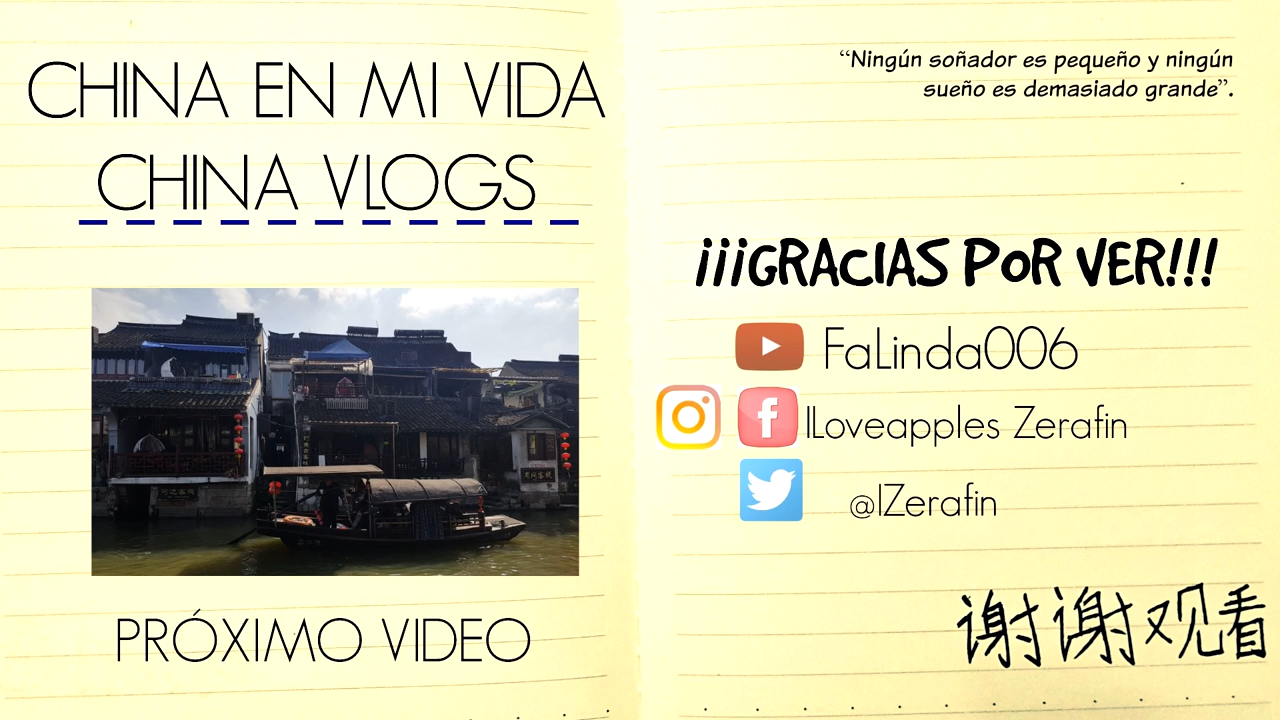 CHINA EN MI VIDA
CHINA VLOGS
PRÓXIMO VIDEO
“Ningún soñador es pequeño y ningún
sueño es demasiado grande”.
¡¡¡GRACIAS POR VER!!!
FaLinda006
ILoveapples Zerafin
@IZerafin
谢谢观看